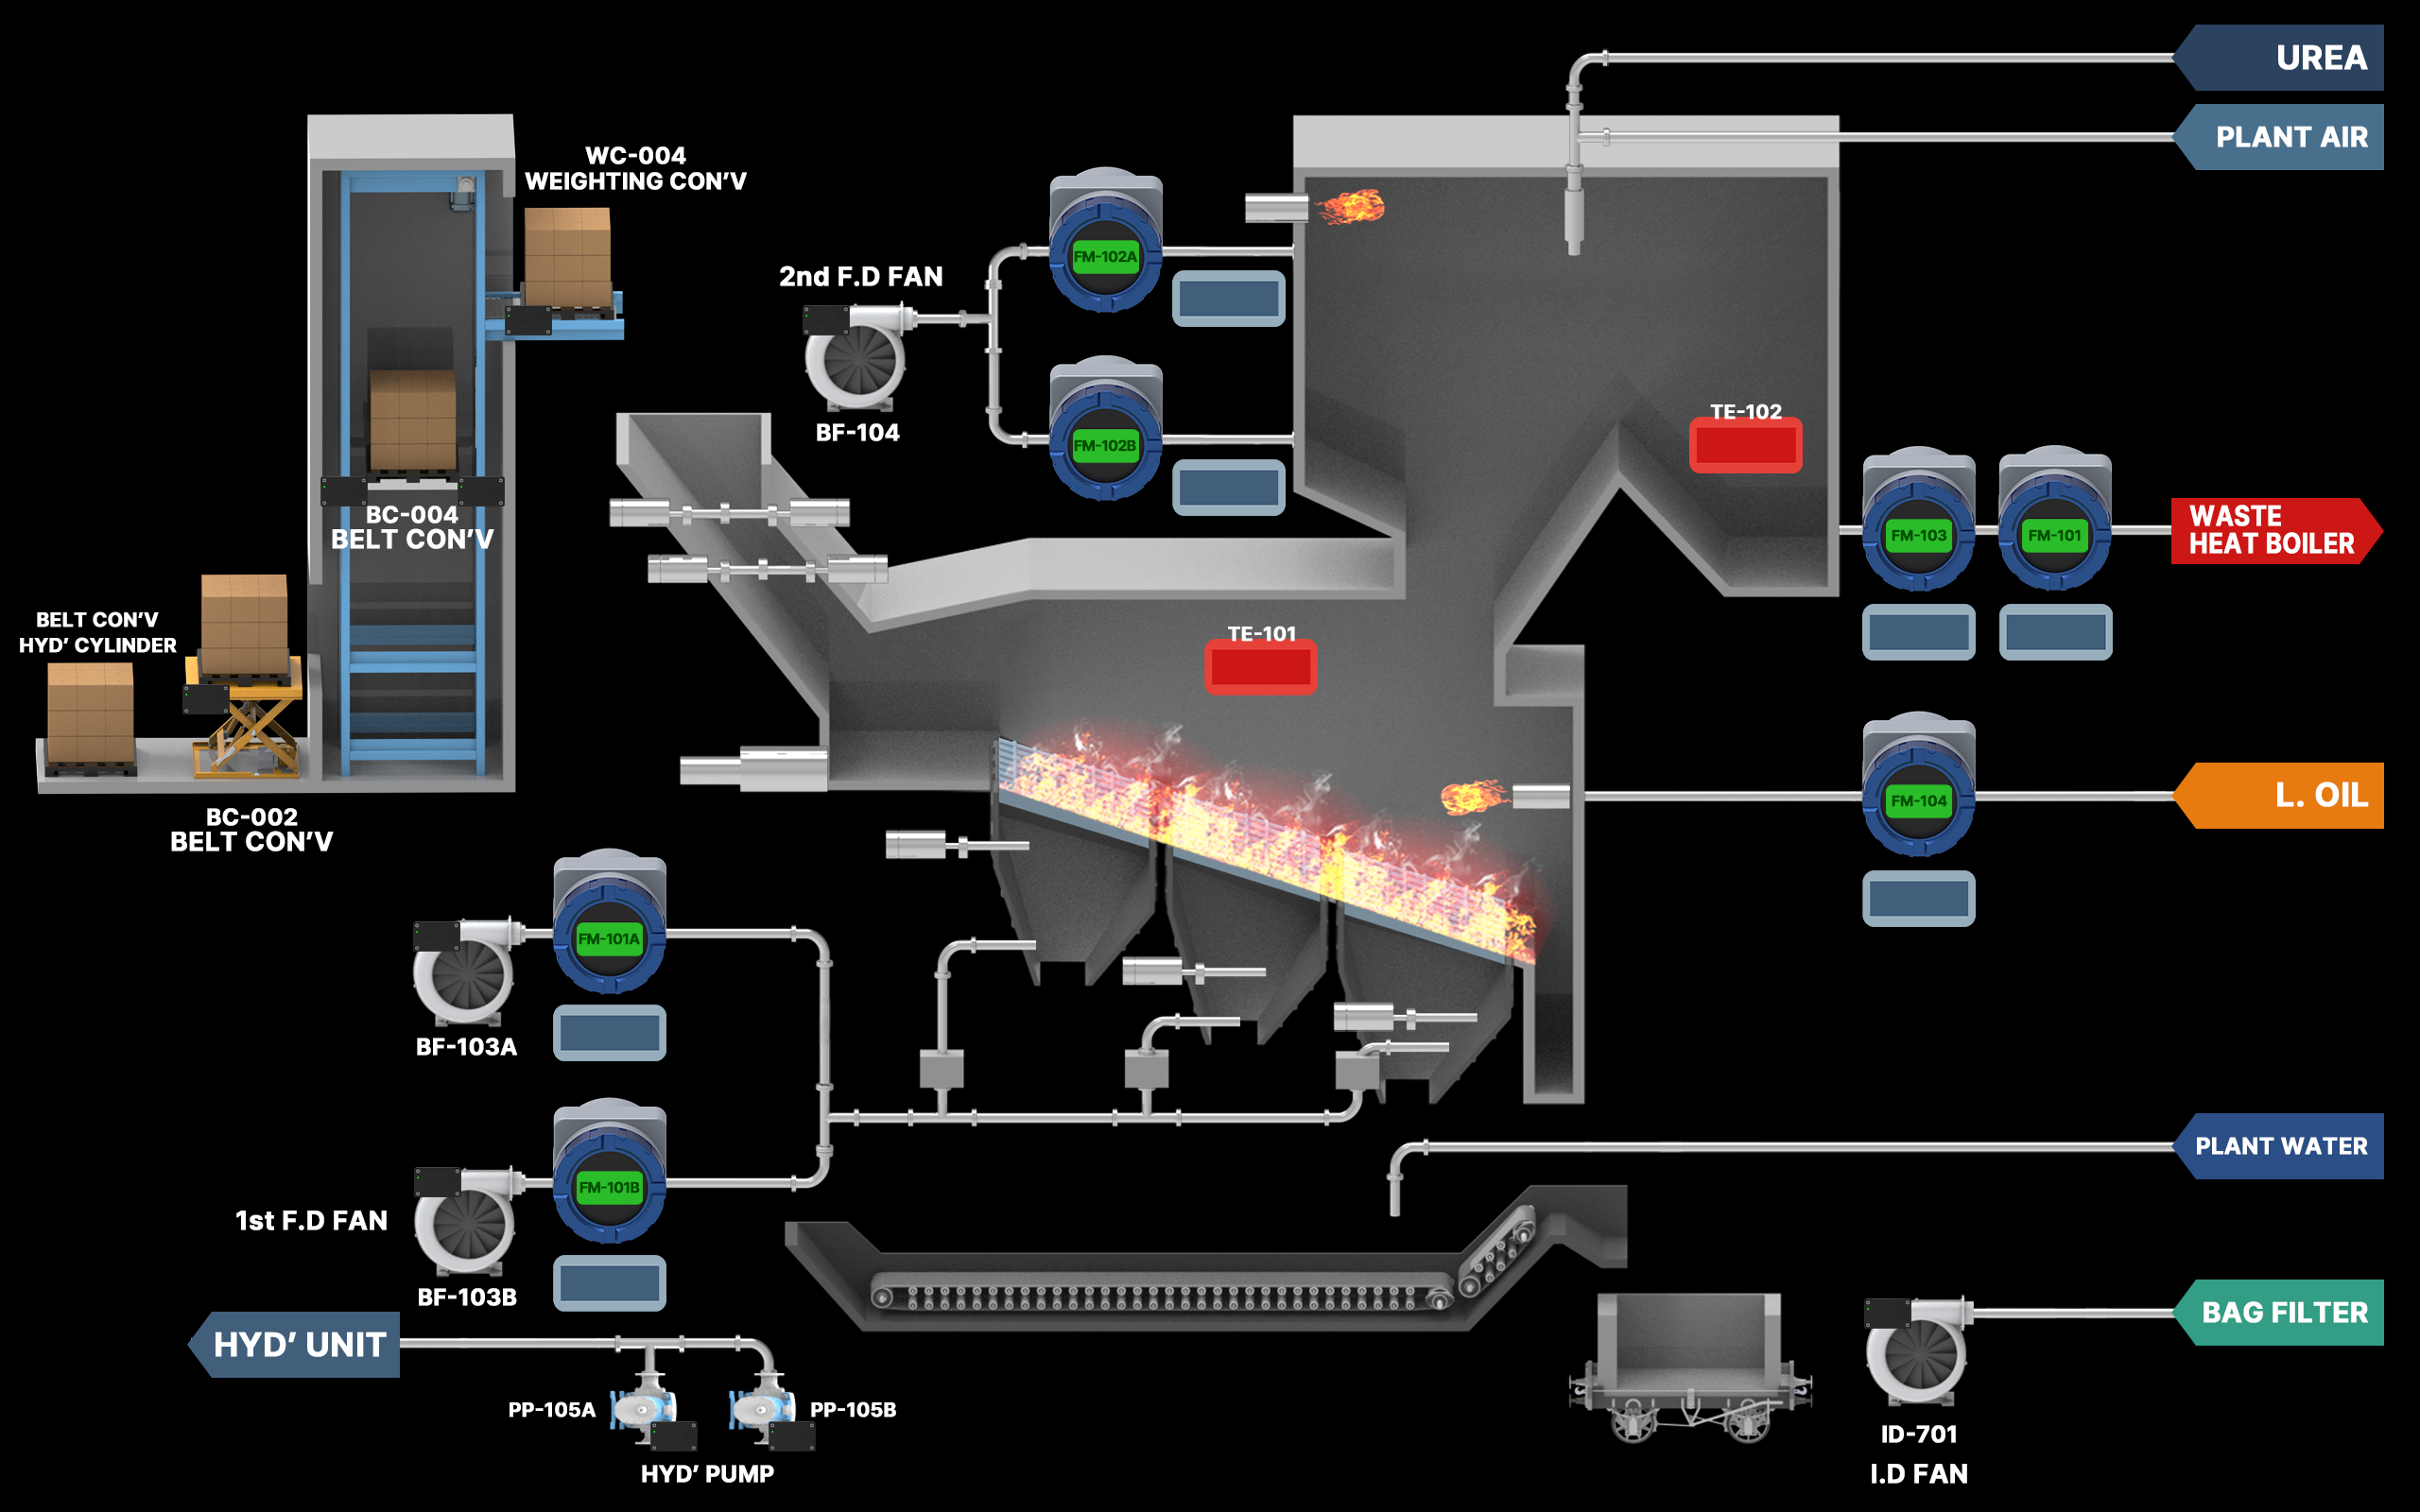 UREA
PLANT AIR
WC-004
WEIGHTING CON'V
FM-102A
2nd F.D FAN
BF-104
FM-102B
TE-102
BC-004
BELT CON'V
FM-103
FM-101
WASTE
HEAT BOILER
BELT CON'V
HYD' CYLINDER
TE-101
BC-002
BELT CON'V
FM-104
L. OIL
FM-101A
BF-103A
FM-101B
1st F.D FAN
BF-103B
PLANT WATER
HYD' UNIT
BAG FILTER
PP-105A
PP-105B
HYD' PUMP
ID-701
I.D FAN